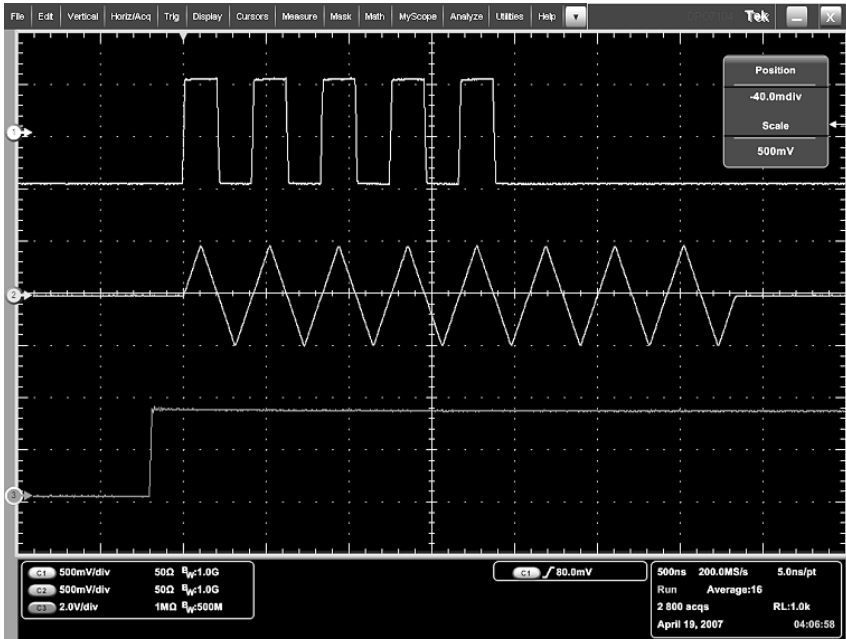 File Edit Vertical Horiz/Acq Trig Display Cursors Measure Mask Math MyScope Analyze Utilities Help Tek X
Position
-40.0mdiv
Scale
500mV
1
2
3
C1 500mV/div 50Ω BW:1.0G
C2 500mV/div 50Ω BW:1.0G
C3 2.0V/div 1MΩ BW:500M
C1 80.0mV
500ns 200.0MS/s 5.0ns/pt
Run Average:16
2 800 acqs RL:1.0k
April 19, 2007 04:06:58